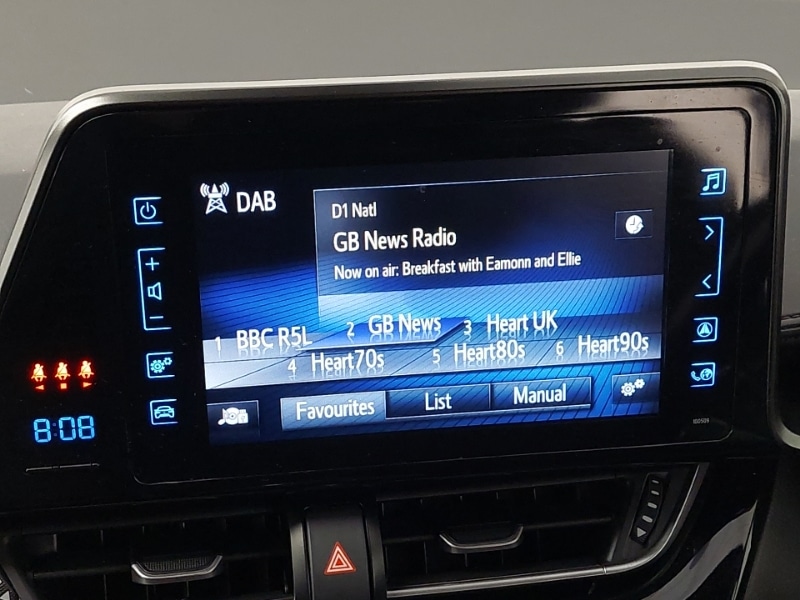 DAB
D1 Natl
GB News Radio
Now on air: Breakfast with Eamonn and Ellie
1 BBC R5L 2 GB News 3 Heart UK
4 Heart70s 5 Heart80s 6 Heart90s
Favourites List Manual
8:08